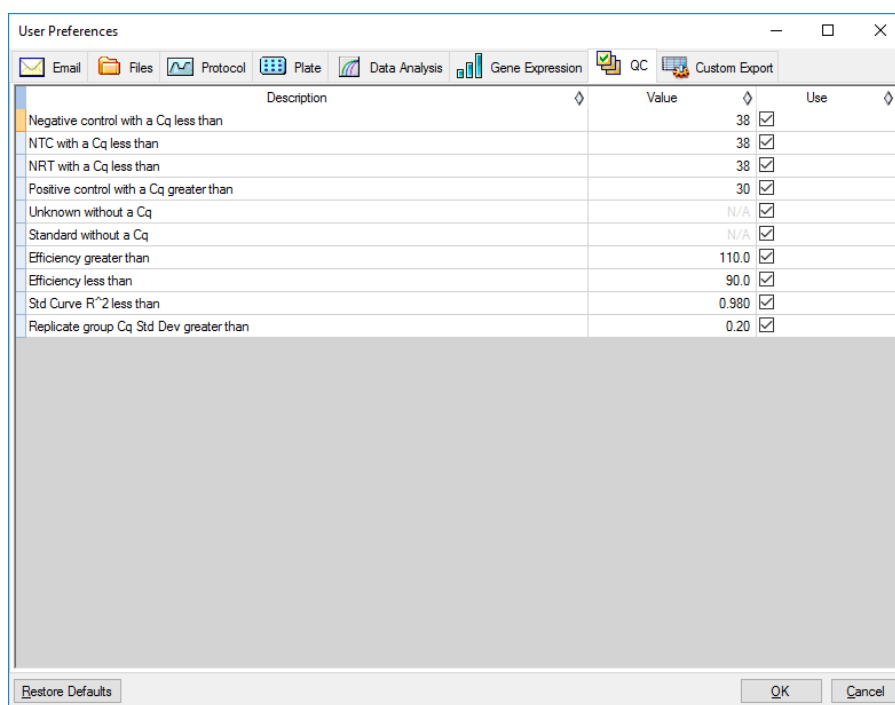 User Preferences
Email Files Protocol Plate Data Analysis Gene Expression QC Custom Export
Description Value Use
Negative control with a Cq less than 38
NTC with a Cq less than 38
NRT with a Cq less than 38
Positive control with a Cq greater than 30
Unknown without a Cq N/A
Standard without a Cq N/A
Efficiency greater than 110.0
Efficiency less than 90.0
Std Curve R^2 less than 0.980
Replicate group Cq Std Dev greater than 0.20
Restore Defaults OK Cancel